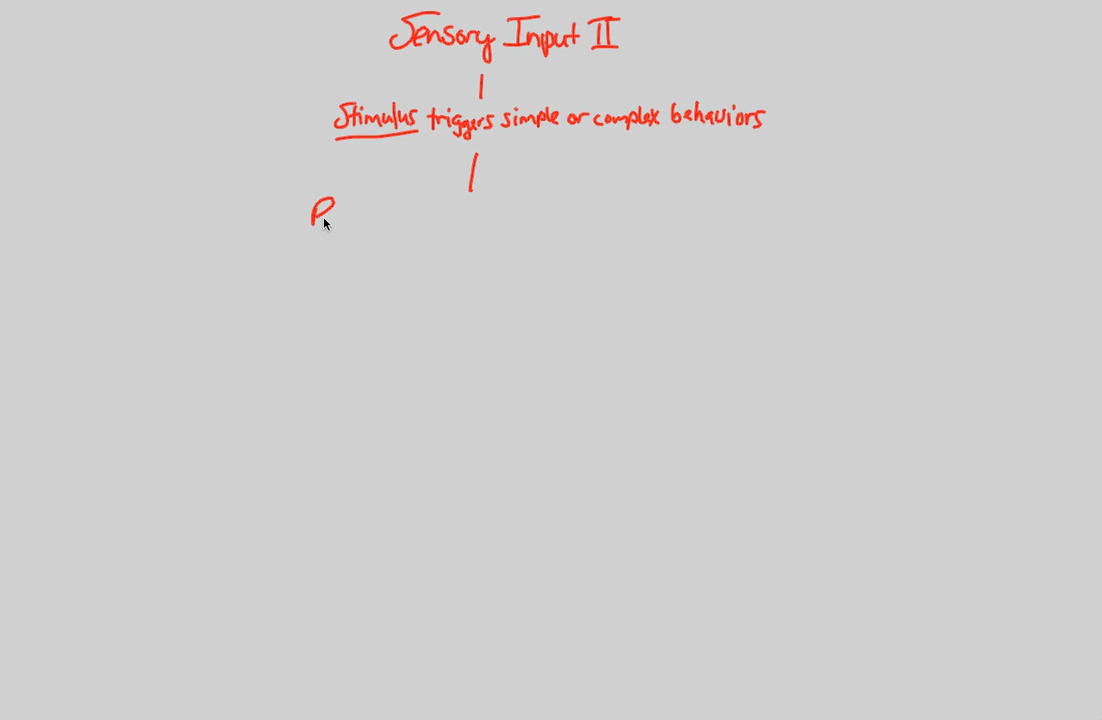 Sensory Input II
Stimulus triggers simple or complex behaviors
P